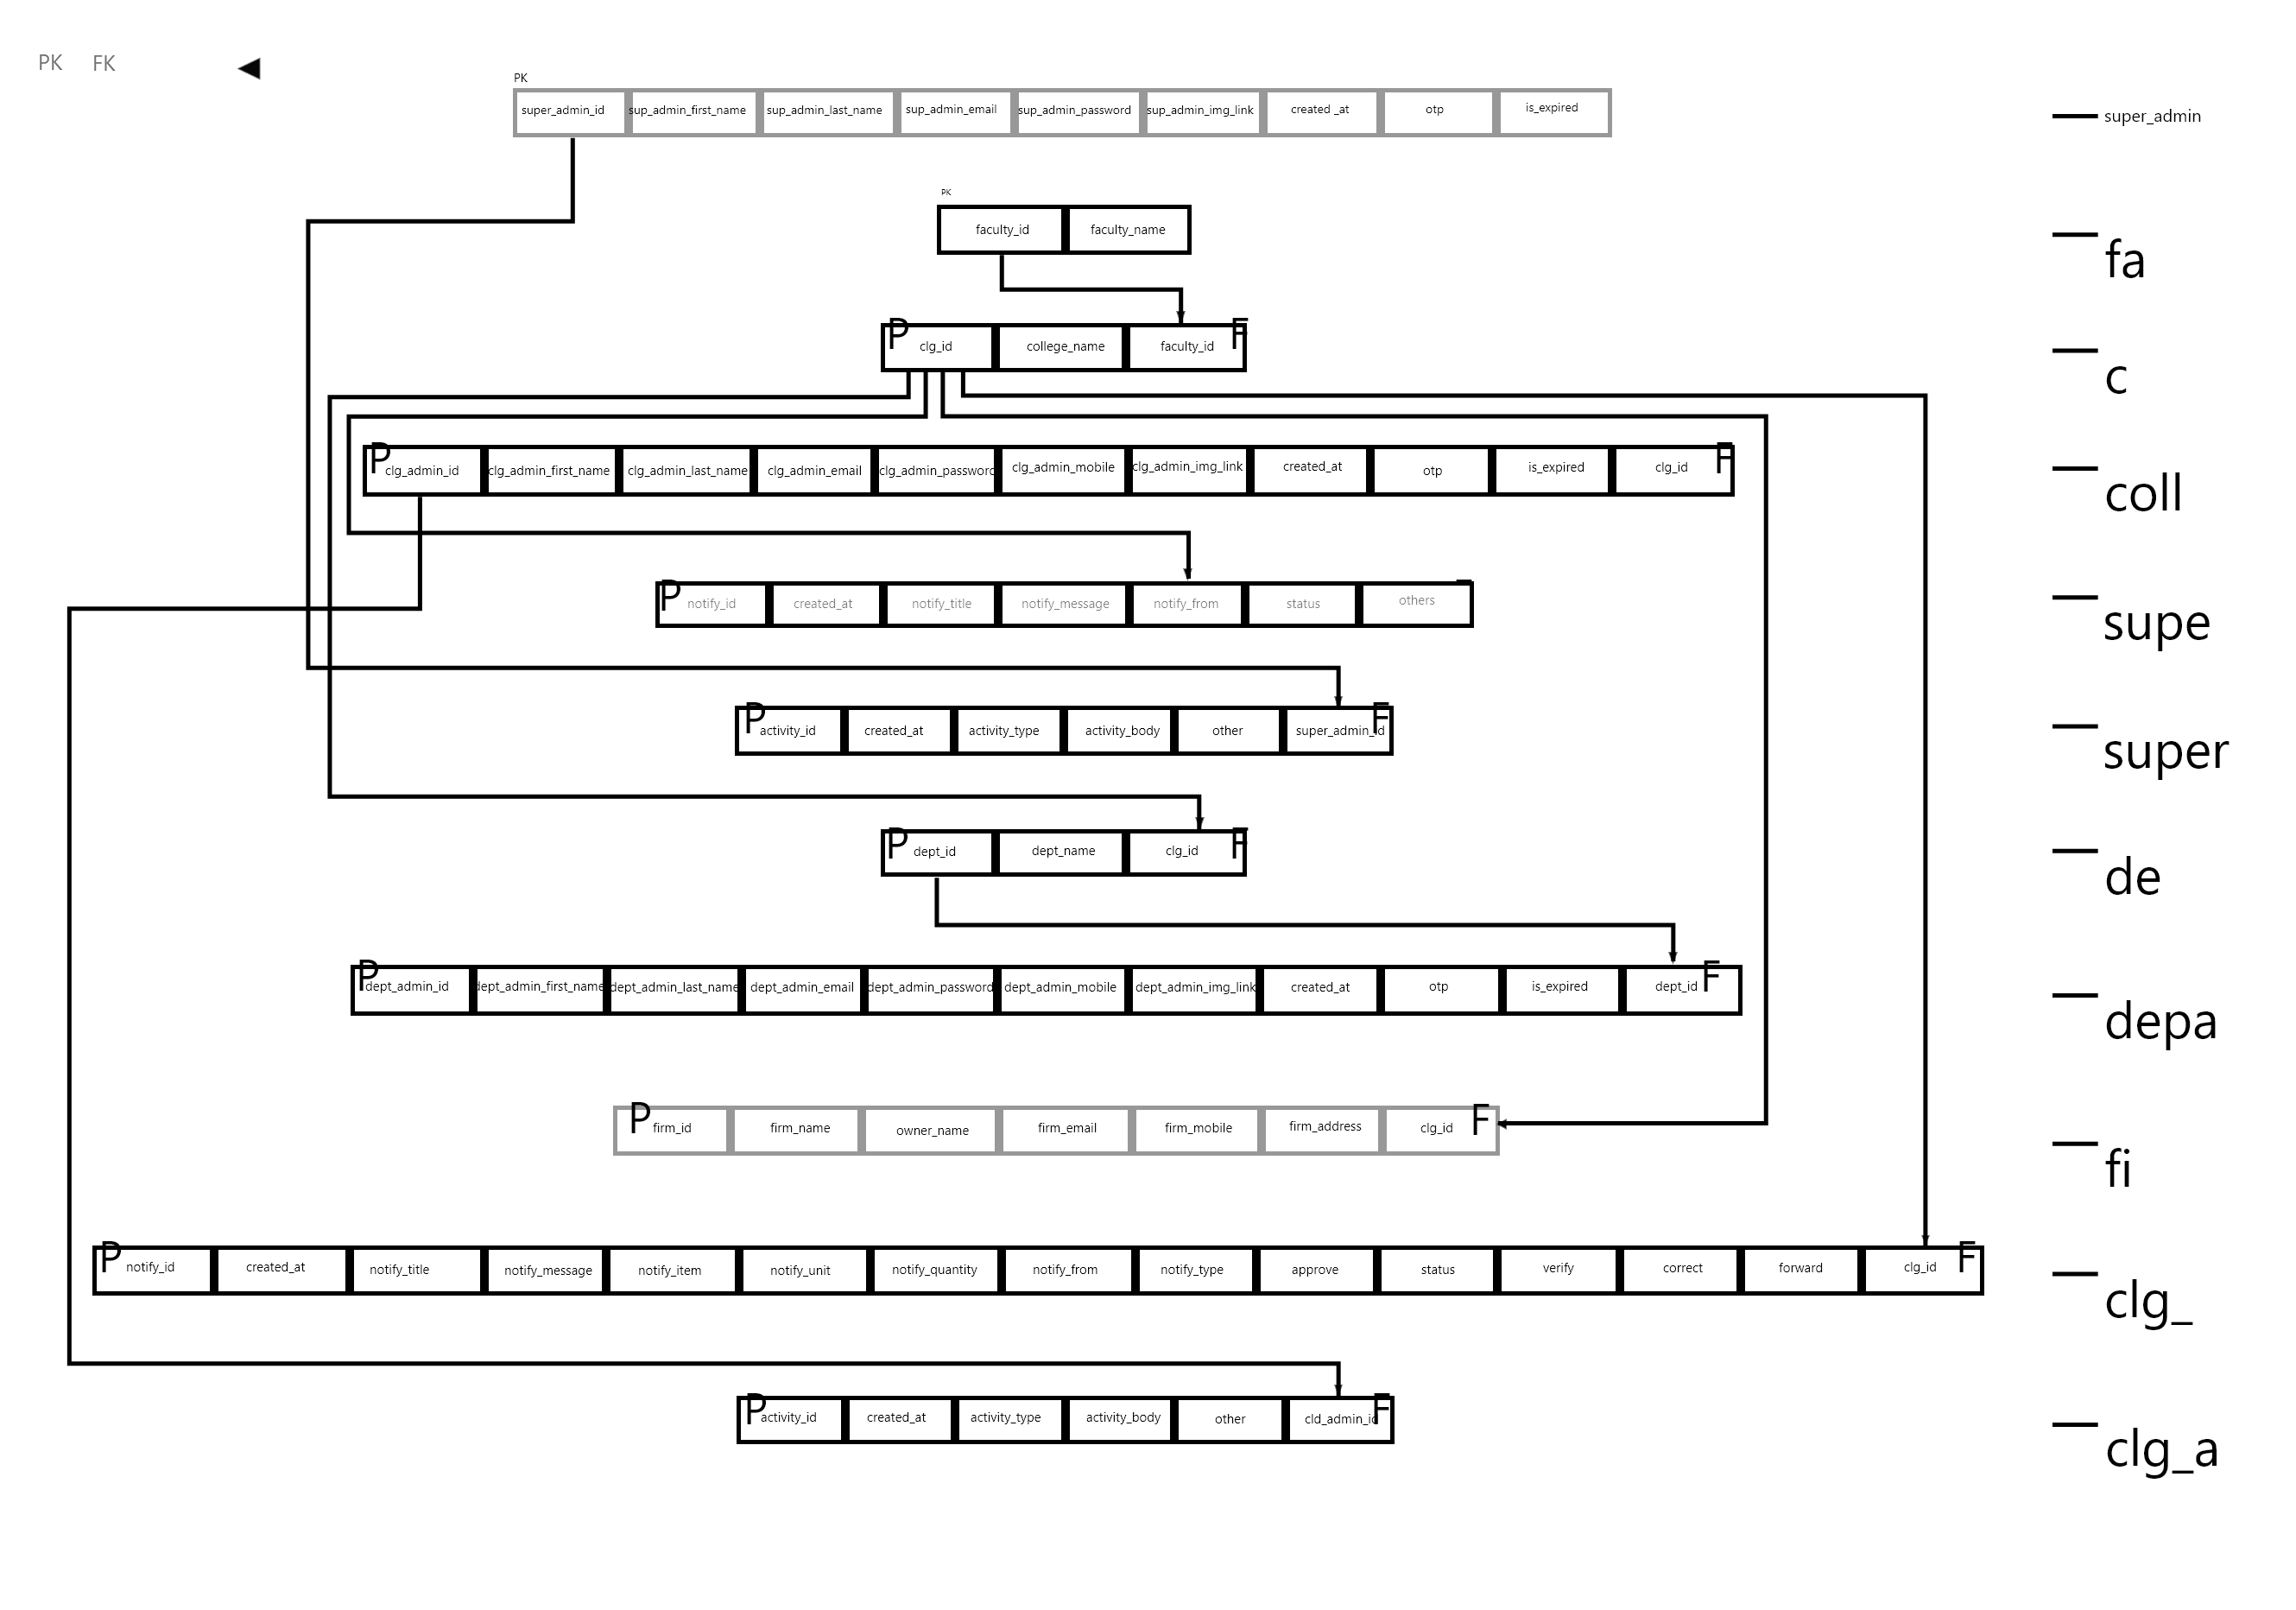 PK FK
PK
super_admin_id sup_admin_first_name sup_admin_last_name sup_admin_email sup_admin_password sup_admin_img_link created _at otp is_expired
super_admin
PK
faculty_id faculty_name
fa
P F
clg_id college_name faculty_id
c
P F
clg_admin_id clg_admin_first_name clg_admin_last_name clg_admin_email clg_admin_password clg_admin_mobile clg_admin_img_link created_at otp is_expired clg_id
coll
P
notify_id created_at notify_title notify_message notify_from status others
supe
P F
activity_id created_at activity_type activity_body other super_admin_id
super
P F
dept_id dept_name clg_id
de
P F
dept_admin_id dept_admin_first_name dept_admin_last_name dept_admin_email dept_admin_password dept_admin_mobile dept_admin_img_link created_at otp is_expired dept_id
depa
P F
firm_id firm_name owner_name firm_email firm_mobile firm_address clg_id
fi
P F
notify_id created_at notify_title notify_message notify_item notify_unit notify_quantity notify_from notify_type approve status verify correct forward clg_id
clg_
P F
activity_id created_at activity_type activity_body other cld_admin_id
clg_a